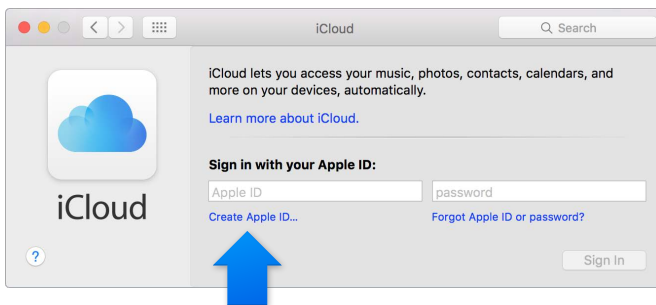 iCloud
Search
iCloud lets you access your music, photos, contacts, calendars, and
more on your devices, automatically.
Learn more about iCloud.
Sign in with your Apple ID:
Apple ID
password
iCloud
Create Apple ID...
Forgot Apple ID or password?
?
Sign In